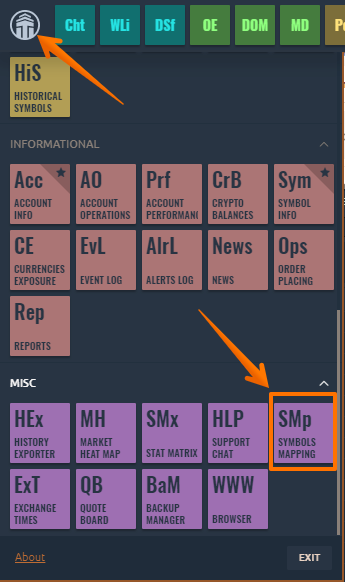 Cht WLi DSf OE DOM MD
HiS
HISTORICAL
SYMBOLS
INFORMATIONAL
Acc AO Prf CrB Sym
ACCOUNT INFO ACCOUNT OPERATIONS ACCOUNT PERFORMANI CRYPTO BALANCES SYMBOL INFO
CE EvL AlrL News Ops
CURRENCIES EXPOSURE EVENT LOG ALERTS LOG NEWS ORDER PLACING
Rep
REPORTS
MISC
HEx MH SMx HLP SMp
HISTORY EXPORTER MARKET HEAT MAP STAT MATRIX SUPPORT CHAT SYMBOLS MAPPING
ExT QB BaM WWW
EXCHANGE TIMES QUOTE BOARD BACKUP MANAGER BROWSER
About EXIT